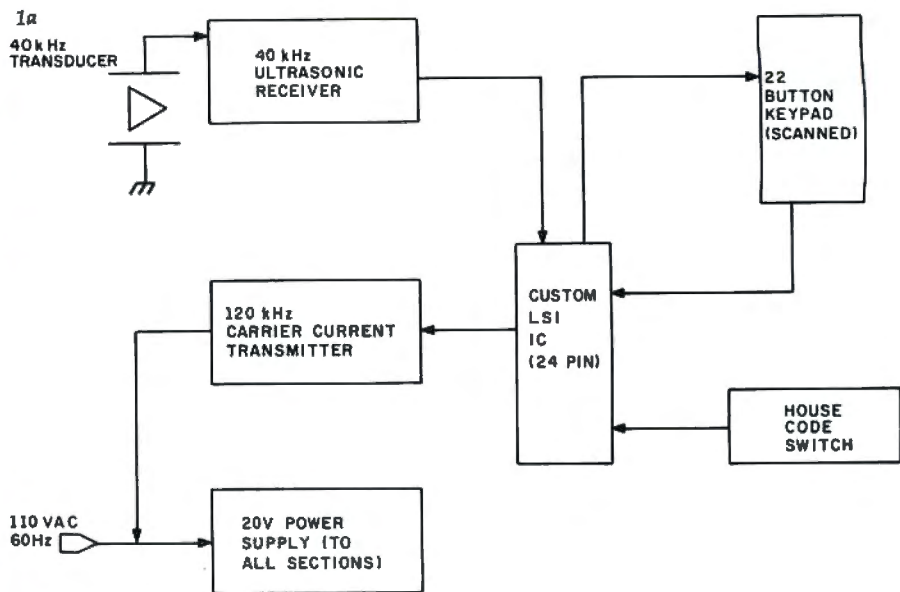 1a
40 kHz
TRANSDUCER
40 kHz
ULTRASONIC
RECEIVER
22
BUTTON
KEYPAD
(SCANNED)
CUSTOM
LSI
IC
(24 PIN)
120 kHz
CARRIER CURRENT
TRANSMITTER
HOUSE
CODE
SWITCH
110 VAC
60Hz
20V POWER
SUPPLY (TO
ALL SECTIONS)